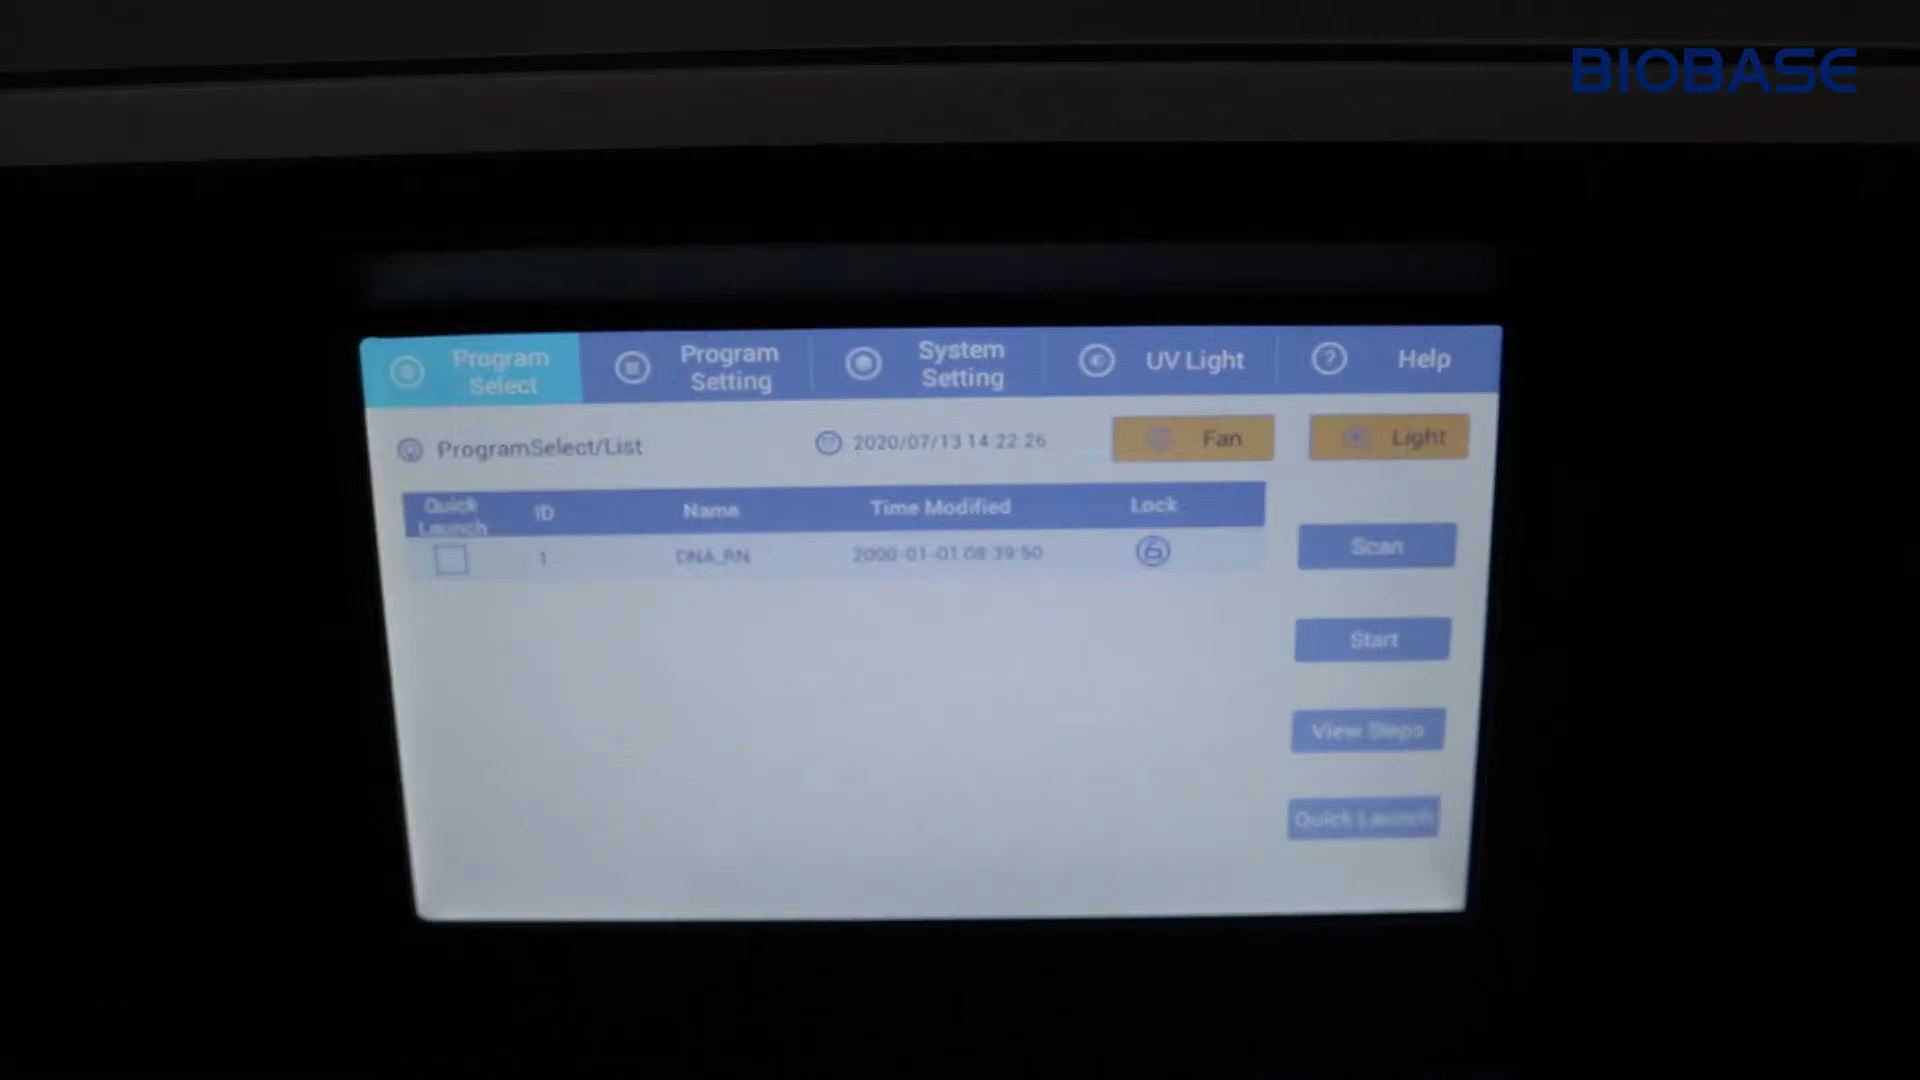 BIOBASE
Program Select
Program Setting
System Setting
UV Light
? Help
ProgramSelect/List
2020/07/13 14:22:26
Fan
Light
Quick Launch
ID
Name
Time Modified
Lock
1
DNA_RN
2000-01-01 08:39:50
Scan
Start
View Steps
Quick Launch